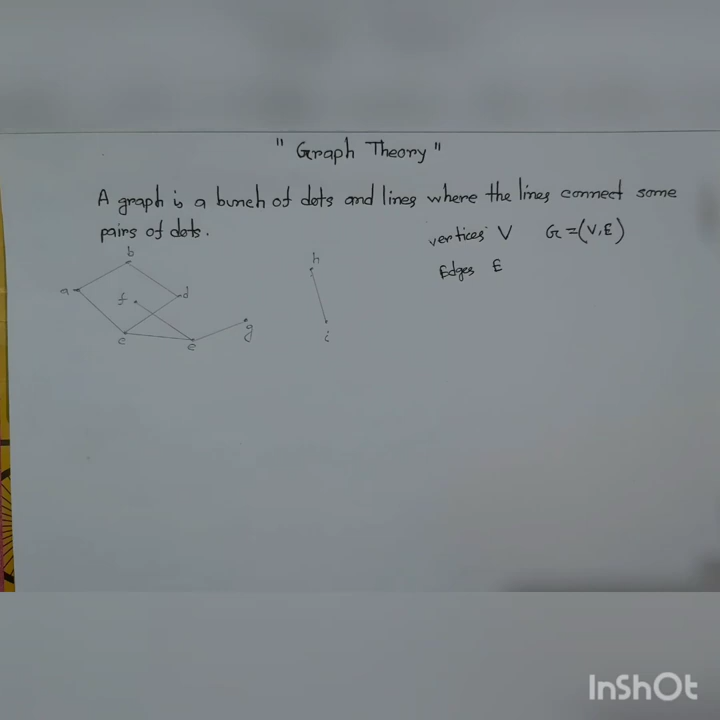 "Graph Theory"
A graph is a bunch of dots and lines where the lines connect some
pairs of dots.
vertices V G=(V,E)
Edges E
b
h
a
f
d
g
c
e
i
InShOt